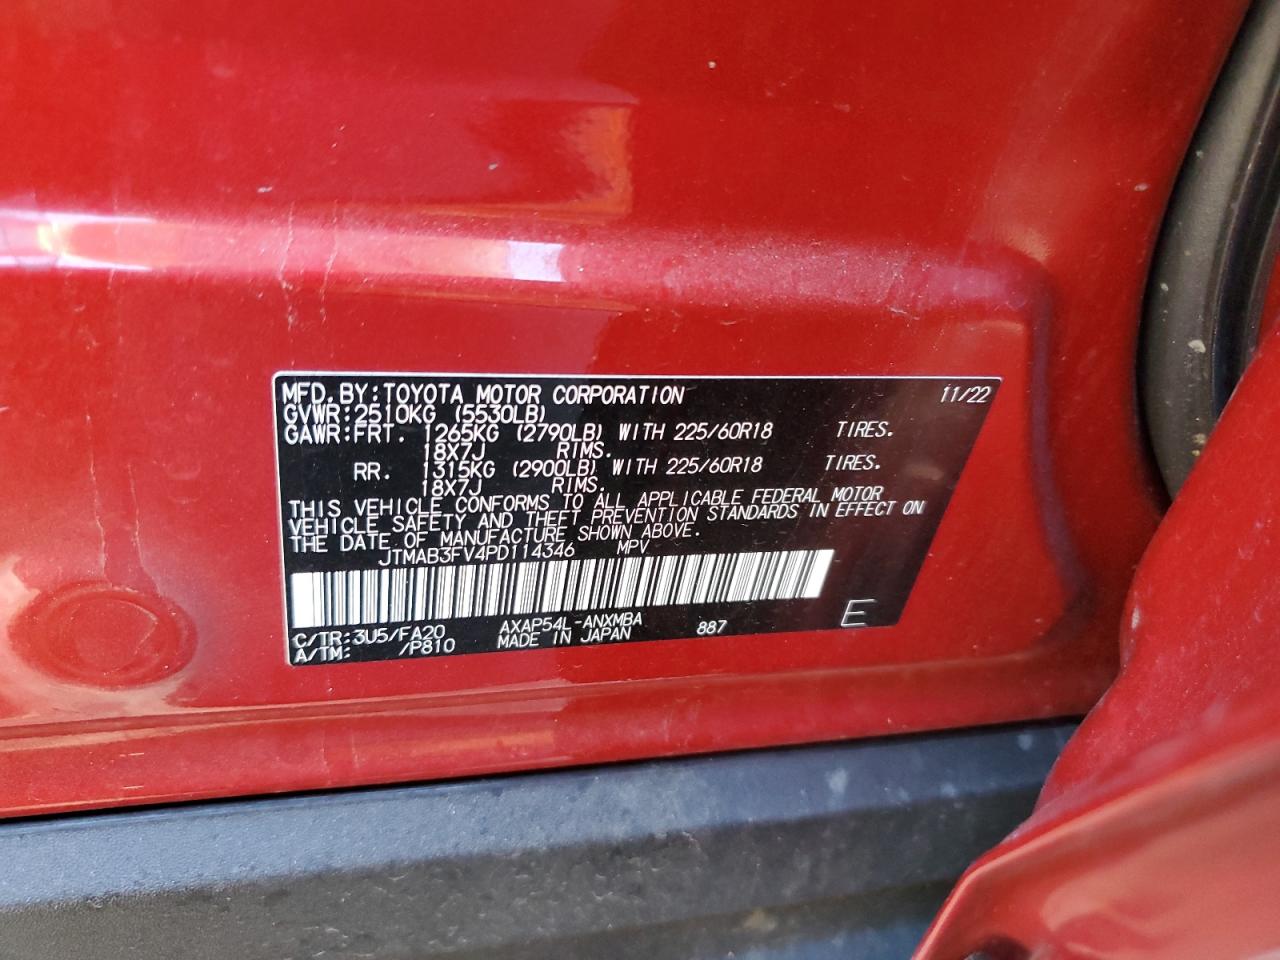 MFD.BY:TOYOTA MOTOR CORPORATION 11/22
GVWR:2510KG (5530LB)
GAWR:FRT. 1265KG (2790LB) WITH 225/60R18 TIRES.
18X7J RIMS.
RR. 1315KG (2900LB) WITH 225/60R18 TIRES.
18X7J RIMS.
THIS VEHICLE CONFORMS TO ALL APPLICABLE FEDERAL MOTOR
VEHICLE SAFETY AND THEFT PREVENTION STANDARDS IN EFFECT ON
THE DATE OF MANUFACTURE SHOWN ABOVE.
JTMAB3FV4PD114346 MPV
C/TR:3U5/FA20 AXAP54L-ANXMBA 887 E
A/TM: /P810 MADE IN JAPAN